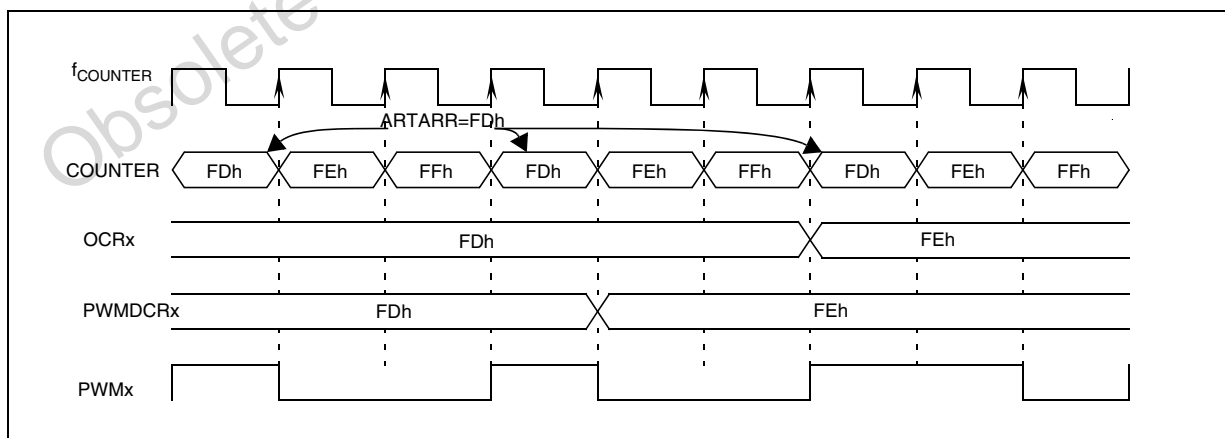 Obsolete
fCOUNTER
ARTARR=FDh
COUNTER FDh FEh FFh FDh FEh FFh FDh FEh FFh
OCRx FDh FEh
PWMDCRx FDh FEh
PWMx